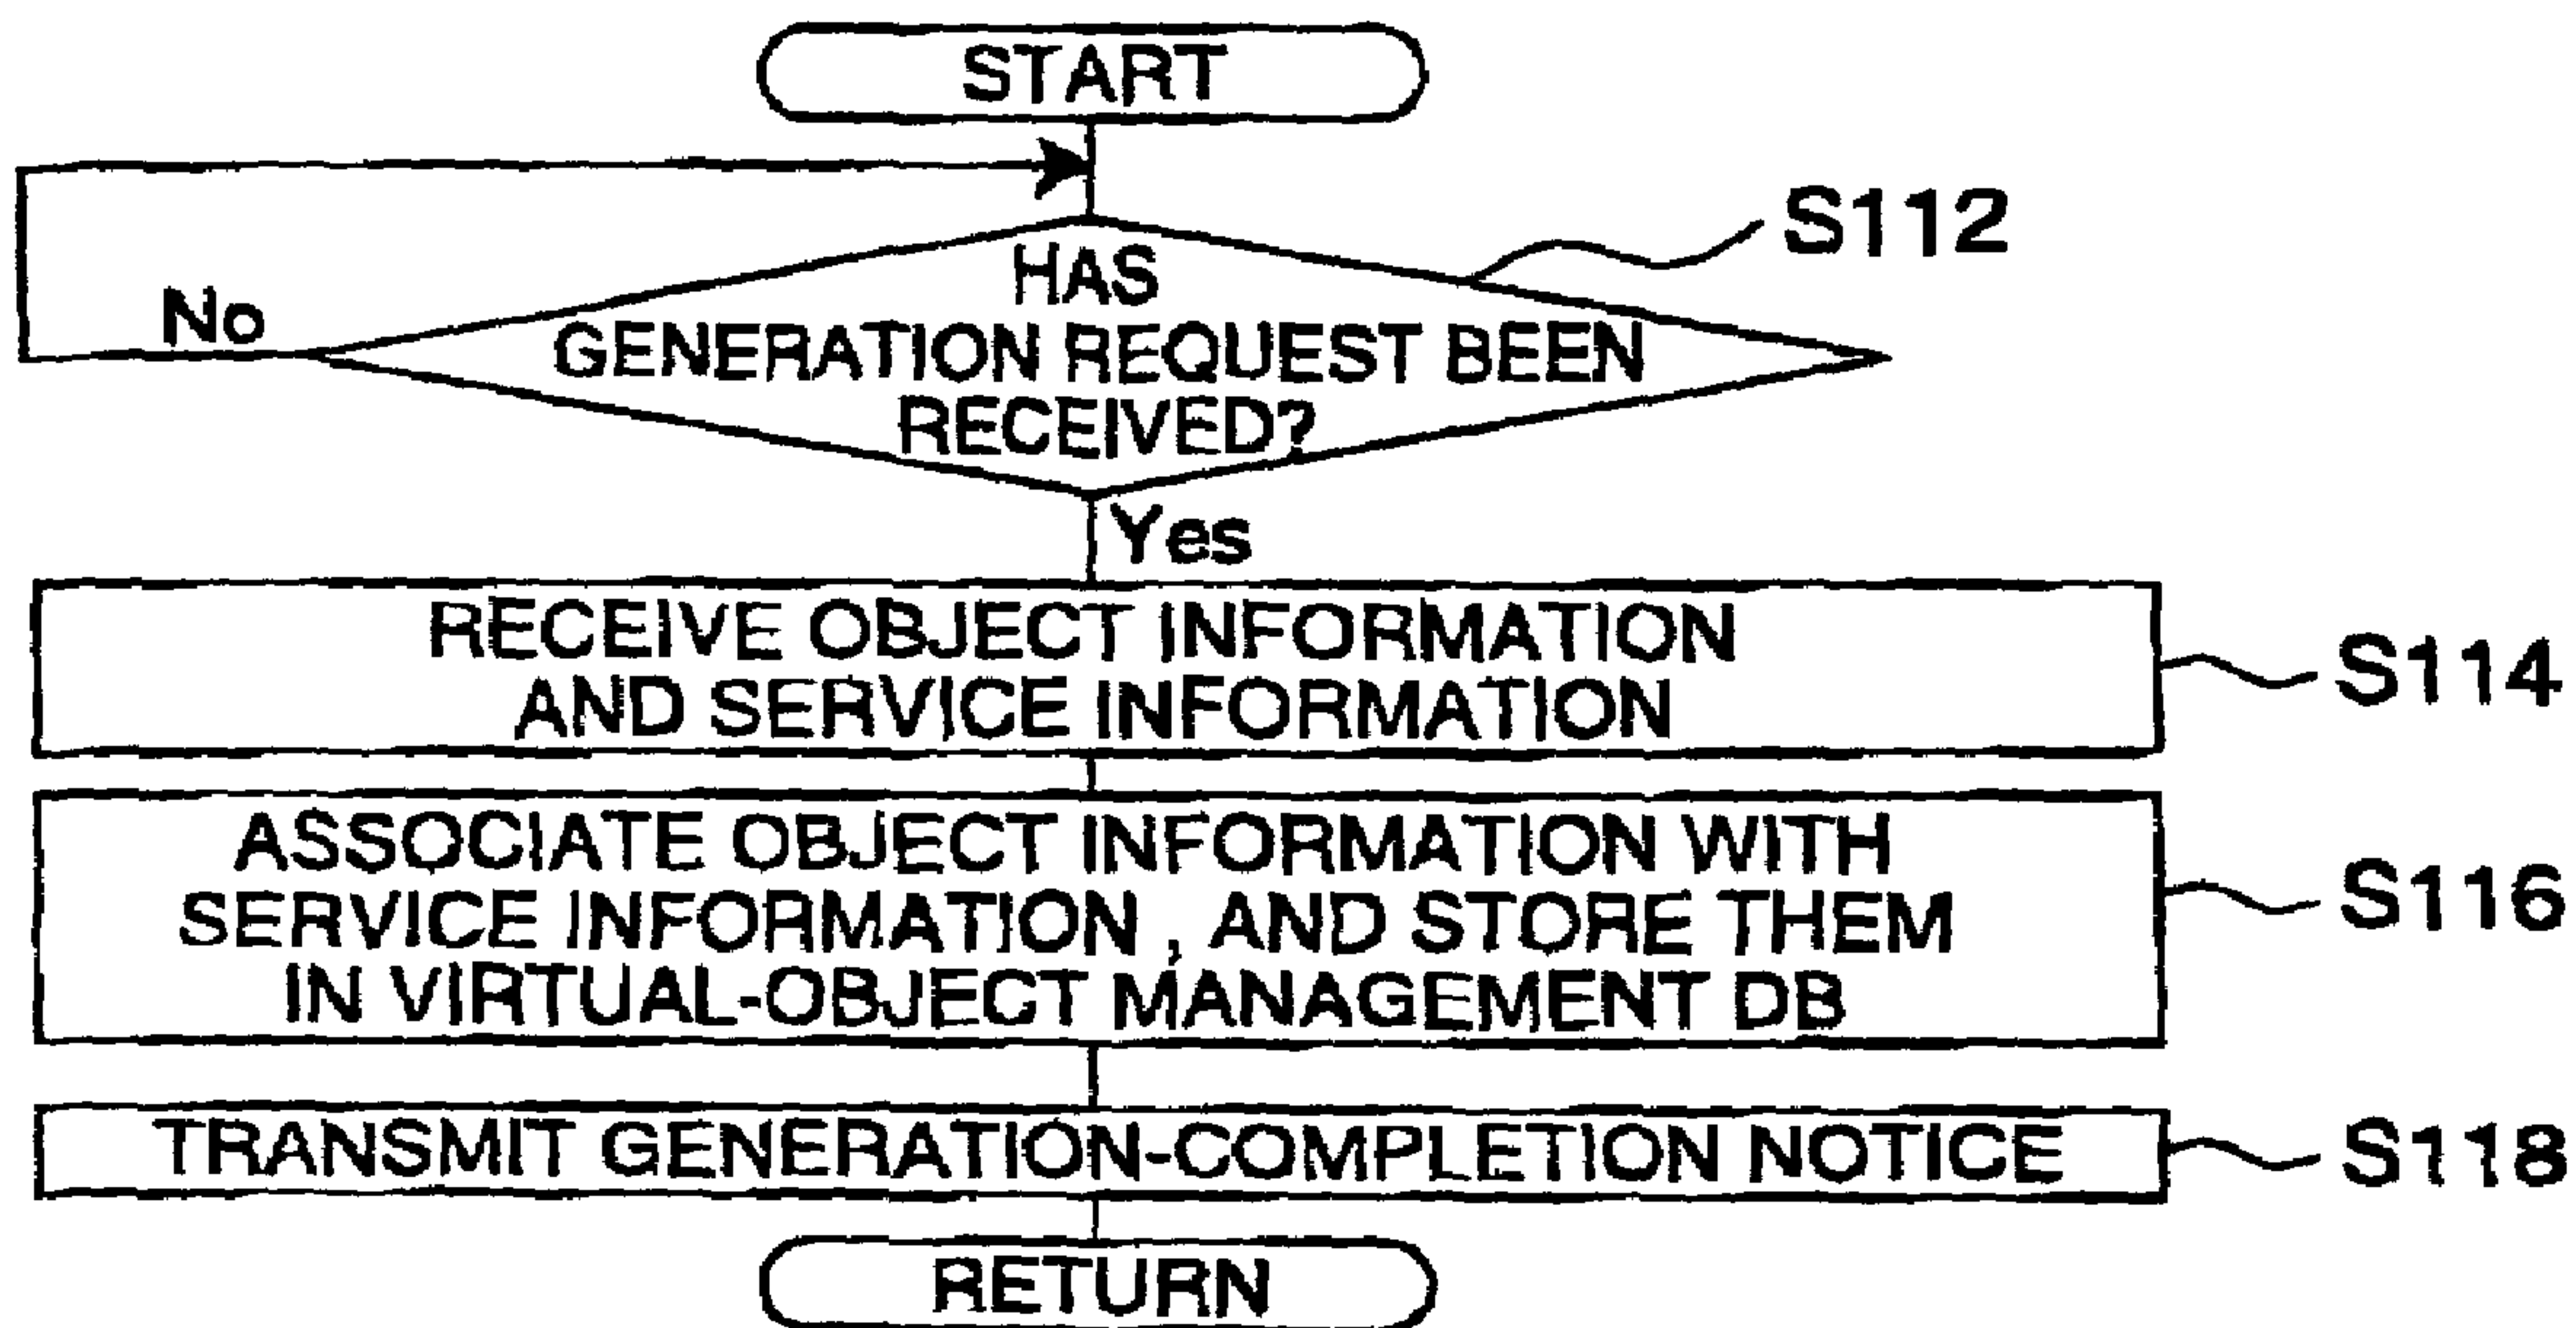 START
S112
HAS
No
GENERATION REQUEST BEEN
RECEIVED?
Yes
RECEIVE OBJECT INFORMATION
AND SERVICE INFORMATION
S114
ASSOCIATE OBJECT INFORMATION WITH
SERVICE INFORMATION , AND STORE THEM
IN VIRTUAL-OBJECT MANAGEMENT DB
S116
TRANSMIT GENERATION-COMPLETION NOTICE
S118
RETURN